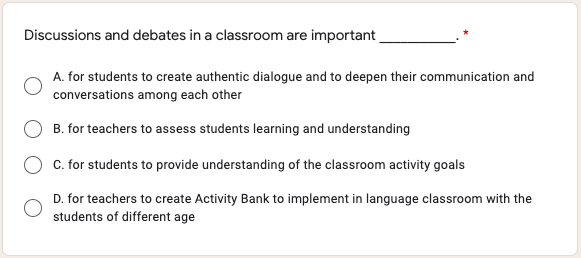 Discussions and debates in a classroom are important ___________. *
A. for students to create authentic dialogue and to deepen their communication and
conversations among each other
B. for teachers to assess students learning and understanding
C. for students to provide understanding of the classroom activity goals
D. for teachers to create Activity Bank to implement in language classroom with the
students of different age